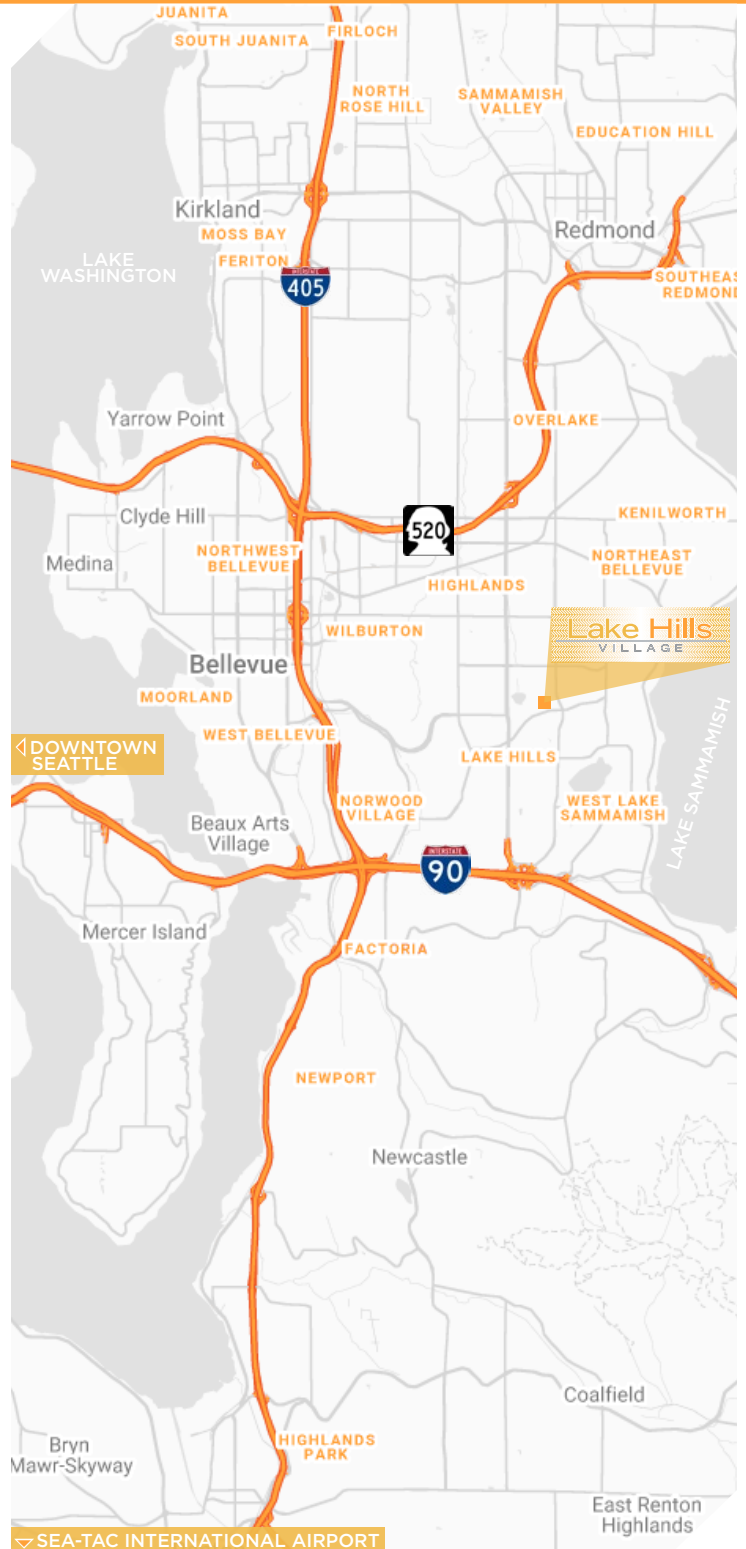 JUANITA
SOUTH JUANITA
FIRLOCH
NORTH
ROSE HILL
SAMMAMISH
VALLEY
EDUCATION HILL
Kirkland
MOSS BAY
FERITON
Redmond
LAKE
WASHINGTON
INTERSTATE
405
SOUTHEAS
REDMOND
Yarrow Point
OVERLAKE
Clyde Hill
520
KENILWORTH
NORTHWEST
BELLEVUE
Medina
NORTHEAST
BELLEVUE
HIGHLANDS
WILBURTON
Lake Hills
VILLAGE
Bellevue
MOORLAND
WEST BELLEVUE
DOWNTOWN
SEATTLE
LAKE HILLS
LAKE SAMMAMISH
NORWOOD
VILLAGE
WEST LAKE
SAMMAMISH
Beaux Arts
Village
INTERSTATE
90
Mercer Island
FACTORIA
NEWPORT
Newcastle
Coalfield
HIGHLANDS
PARK
Bryn
Mawr-Skyway
East Renton
Highlands
SEA-TAC INTERNATIONAL AIRPORT